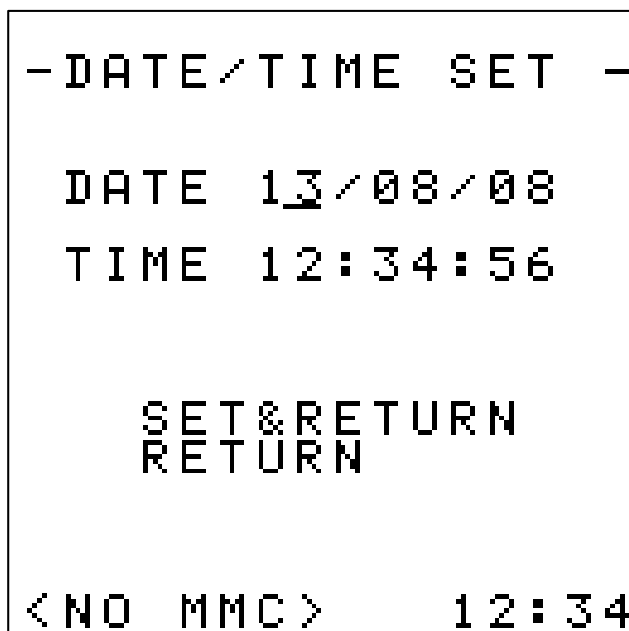 -DATE/TIME SET -
DATE 13/08/08
TIME 12:34:56
SET&RETURN
RETURN
<NO MMC> 12:34